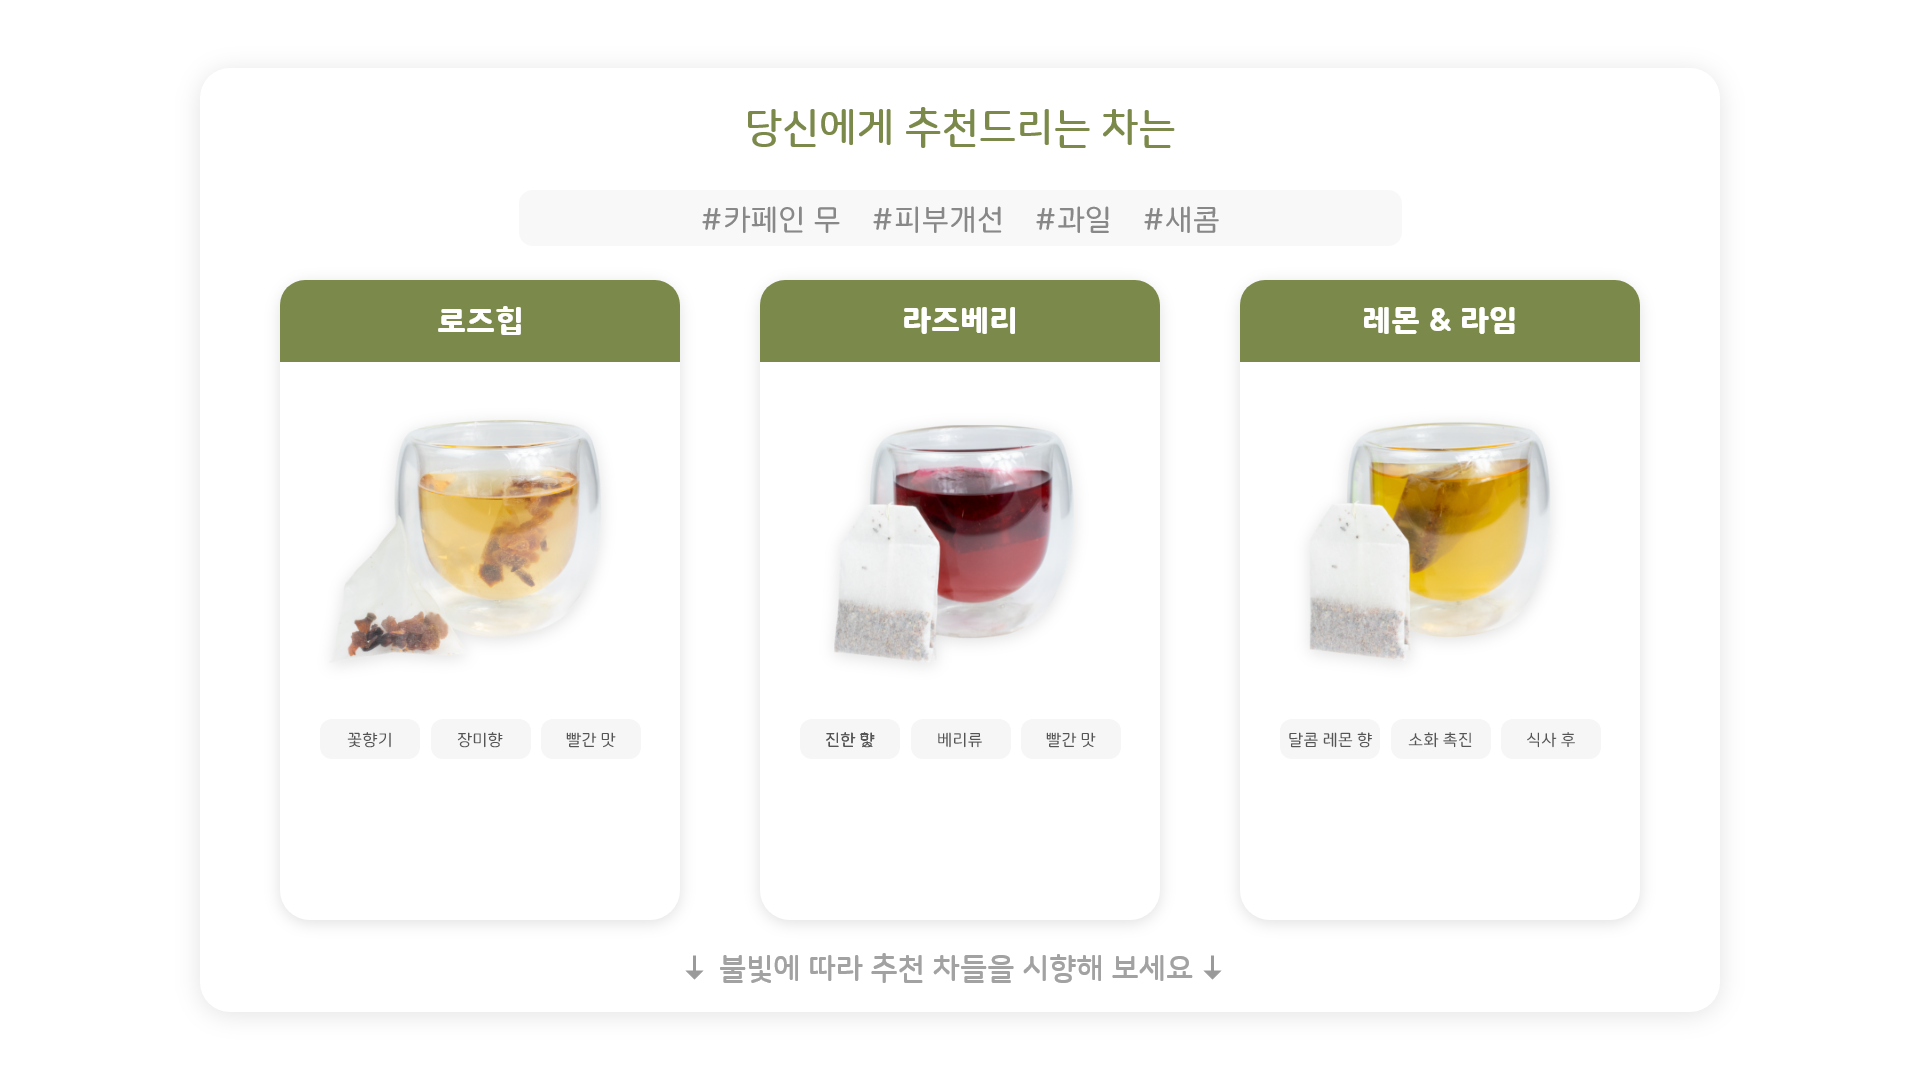 당신에게 추천드리는 차는
#카페인 무 #피부개선 #과일 #새콤
로즈힙
라즈베리
레몬 & 라임
꽃향기 장미향 빨간 맛
진한 베리류 빨간 맛
달콤 레몬 향 소화 촉진 식사 후
↓ 불빛에 따라 추천 차들을 시향해 보세요 ↓